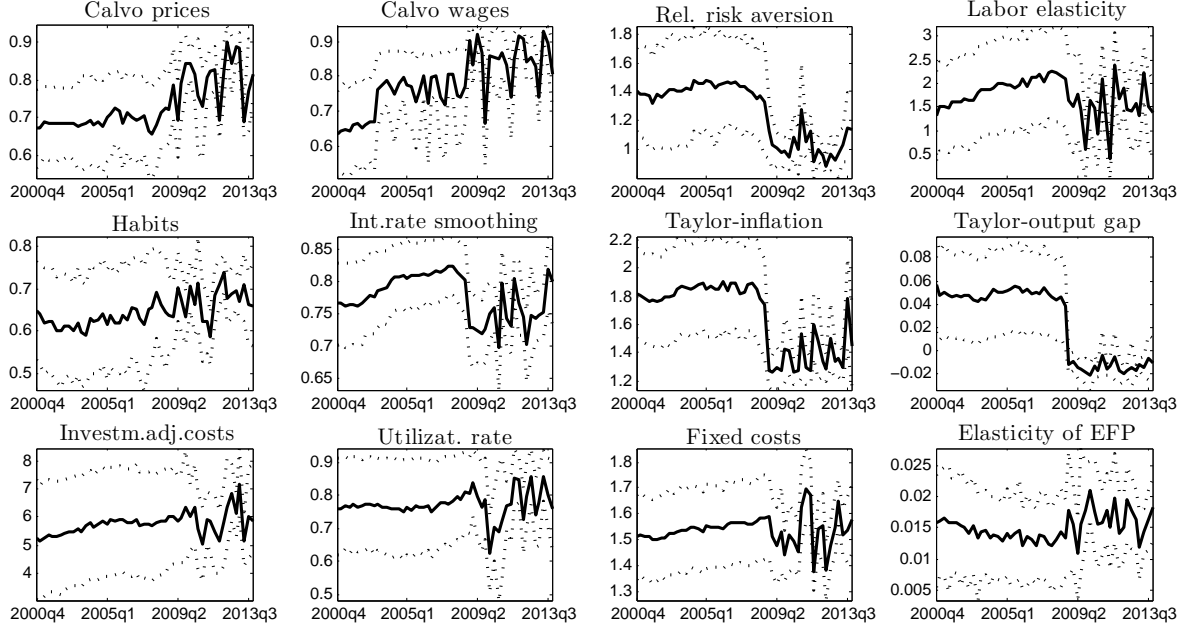 Calvo prices
Calvo wages
Rel. risk aversion
Labor elasticity
0.9
0.8
0.7
0.6
2000q4 2005q1 2009q2 2013q3
0.9
0.8
0.7
0.6
2000q4 2005q1 2009q2 2013q3
1.8
1.6
1.4
1.2
1
2000q4 2005q1 2009q2 2013q3
3
2.5
2
1.5
1
0.5
2000q4 2005q1 2009q2 2013q3
Habits
Int.rate smoothing
Taylor-inflation
Taylor-output gap
0.8
0.7
0.6
0.5
2000q4 2005q1 2009q2 2013q3
0.85
0.8
0.75
0.7
0.65
2000q4 2005q1 2009q2 2013q3
2.2
2
1.8
1.6
1.4
1.2
2000q4 2005q1 2009q2 2013q3
0.08
0.06
0.04
0.02
0
−0.02
2000q4 2005q1 2009q2 2013q3
Investm.adj.costs
Utilizat. rate
Fixed costs
Elasticity of EFP
8
7
6
5
4
3
2000q4 2005q1 2009q2 2013q3
0.9
0.8
0.7
0.6
0.5
2000q4 2005q1 2009q2 2013q3
1.8
1.7
1.6
1.5
1.4
1.3
2000q4 2005q1 2009q2 2013q3
0.025
0.02
0.015
0.01
0.005
2000q4 2005q1 2009q2 2013q3